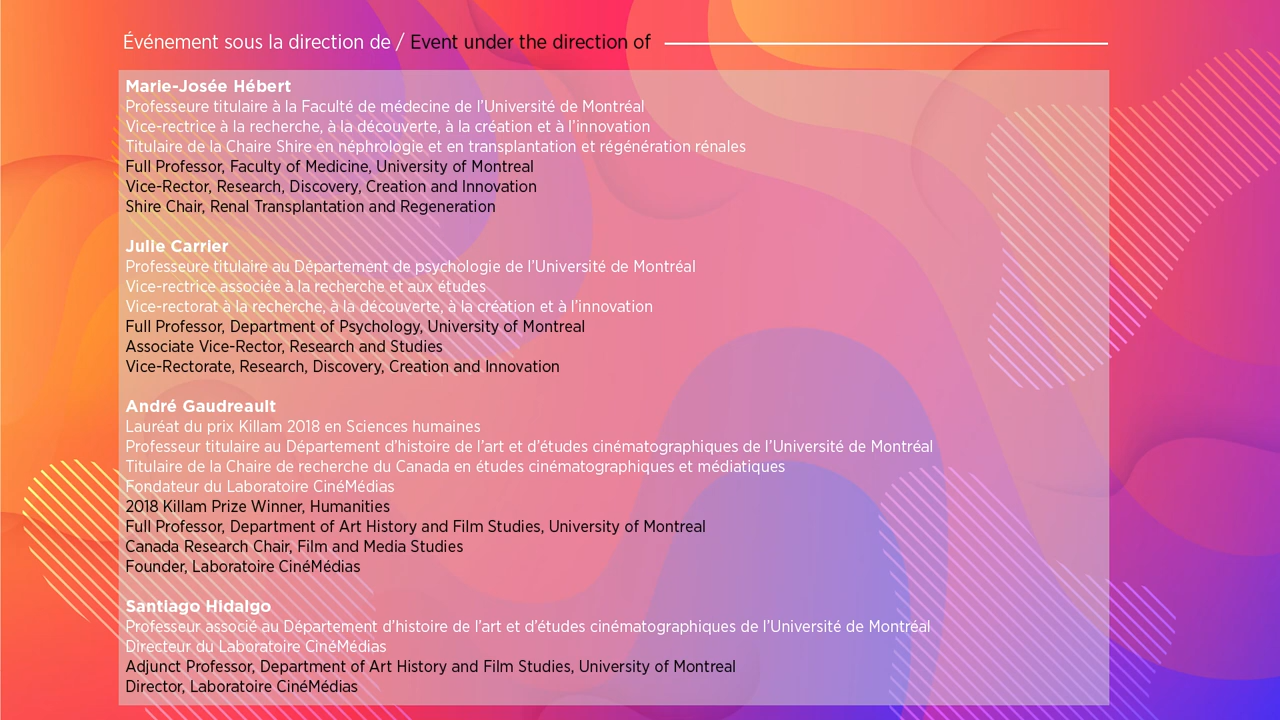 Événement sous la direction de / Event under the direction of
Marie-Josée Hébert
Professeure titulaire à la Faculté de médecine de l'Université de Montréal
Vice-rectrice à la recherche, à la découverte, à la création et à l'innovation
Titulaire de la Chaire Shire en néphrologie et en transplantation et régénération rénales
Full Professor, Faculty of Medicine, University of Montreal
Vice-Rector, Research, Discovery, Creation and Innovation
Shire Chair, Renal Transplantation and Regeneration
Julie Carrier
Professeure titulaire au Département de psychologie de l'Université de Montréal
Vice-rectrice associée à la recherche et aux études
Vice-rectorat à la recherche, à la découverte, à la création et à l'innovation
Full Professor, Department of Psychology, University of Montreal
Associate Vice-Rector, Research and Studies
Vice-Rectorate, Research, Discovery, Creation and Innovation
André Gaudreault
Lauréat du prix Killam 2018 en Sciences humaines
Professeur titulaire au Département d'histoire de l'art et d'études cinématographiques de l'Université de Montréal
Titulaire de la Chaire de recherche du Canada en études cinématographiques et médiatiques
Fondateur du Laboratoire CinéMédias
2018 Killam Prize Winner, Humanities
Full Professor, Department of Art History and Film Studies, University of Montreal
Canada Research Chair, Film and Media Studies
Founder, Laboratoire CinéMédias
Santiago Hidalgo
Professeur associé au Département d'histoire de l'art et d'études cinématographiques de l'Université de Montréal
Directeur du Laboratoire CinéMédias
Adjunct Professor, Department of Art History and Film Studies, University of Montreal
Director, Laboratoire CinéMédias